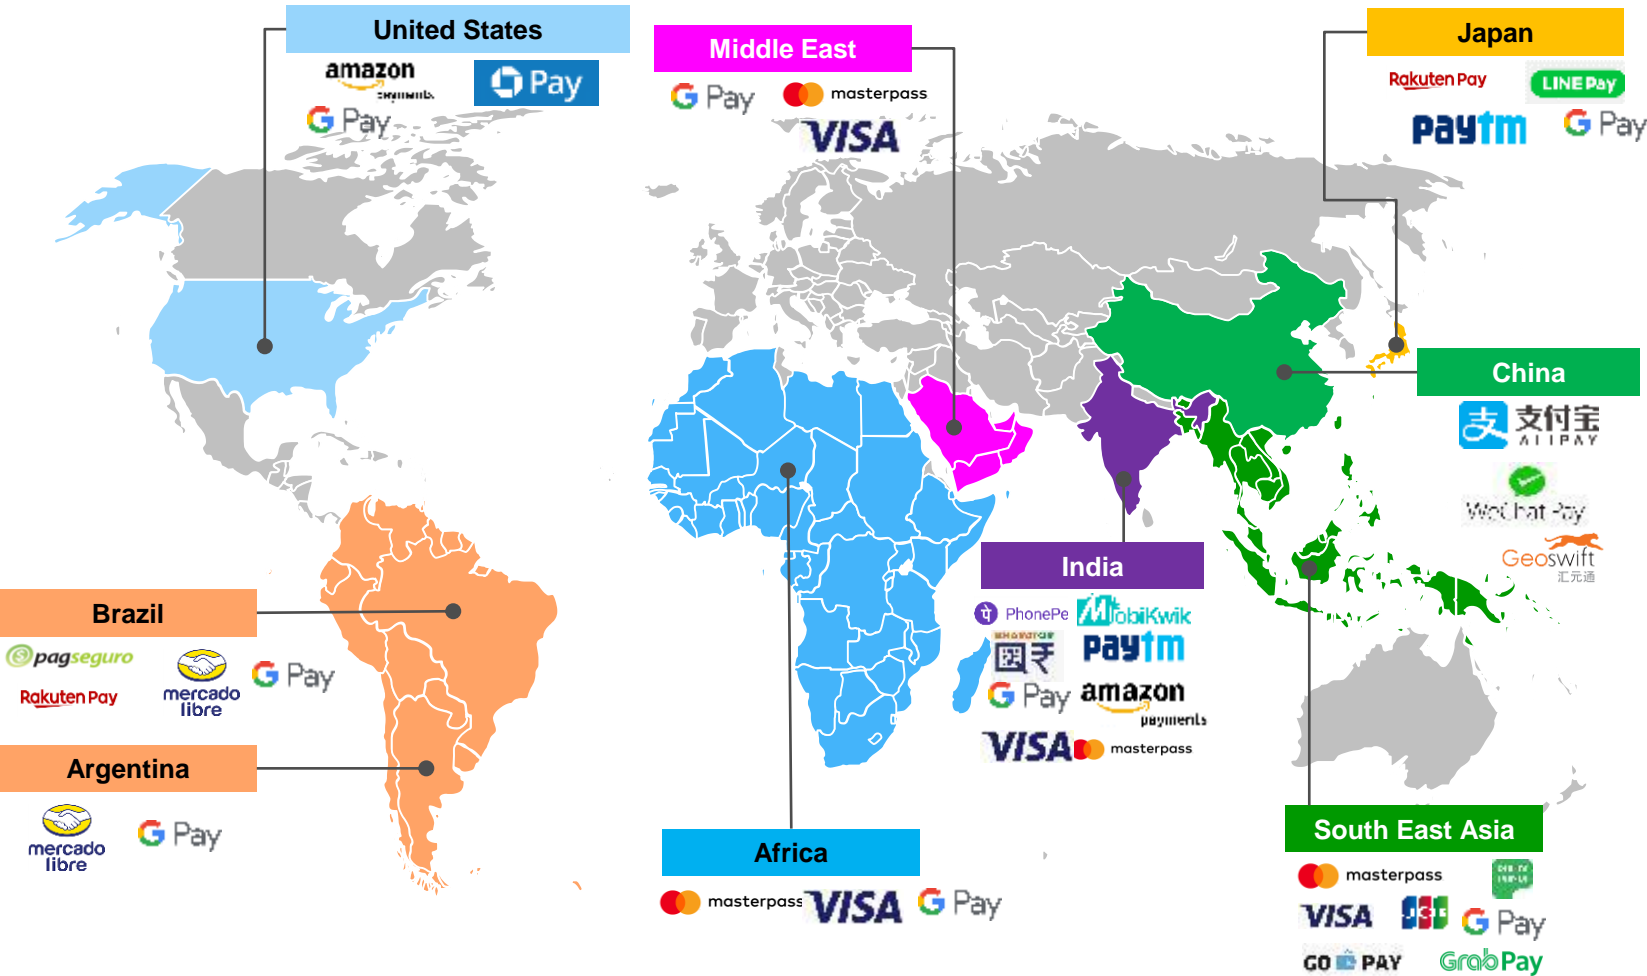 United States
amazon
payments
Pay
G Pay
Middle East
G Pay
masterpass
VISA
Japan
Rakuten Pay
LINE Pay
paytm
G Pay
China
支付宝
ALIPAY
WeChat Pay
Geoswift
汇元通
India
PhonePe
MobiKwik
paytm
G Pay
amazon
payments
VISA
masterpass
Brazil
pagseguro
Rakuten Pay
mercado
libre
G Pay
Argentina
mercado
libre
G Pay
Africa
masterpass
VISA
G Pay
South East Asia
masterpass
VISA
JCB
G Pay
GO PAY
GrabPay